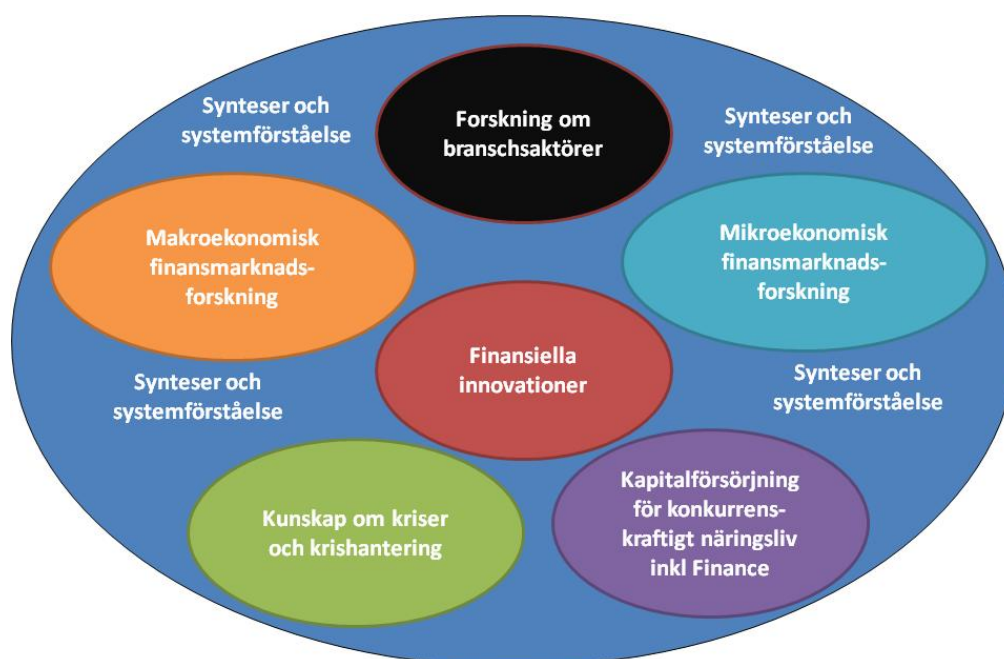 Forskning om
branschsaktörer
Synteser och
systemförståelse
Synteser och
systemförståelse
Makroekonomisk
finansmarknads-
forskning
Mikroekonomisk
finansmarknads-
forskning
Finansiella
innovationer
Synteser och
systemförståelse
Synteser och
systemförståelse
Kunskap om kriser
och krishantering
Kapitalförsörjning
för konkurrens-
kraftigt näringsliv
inkl Finance